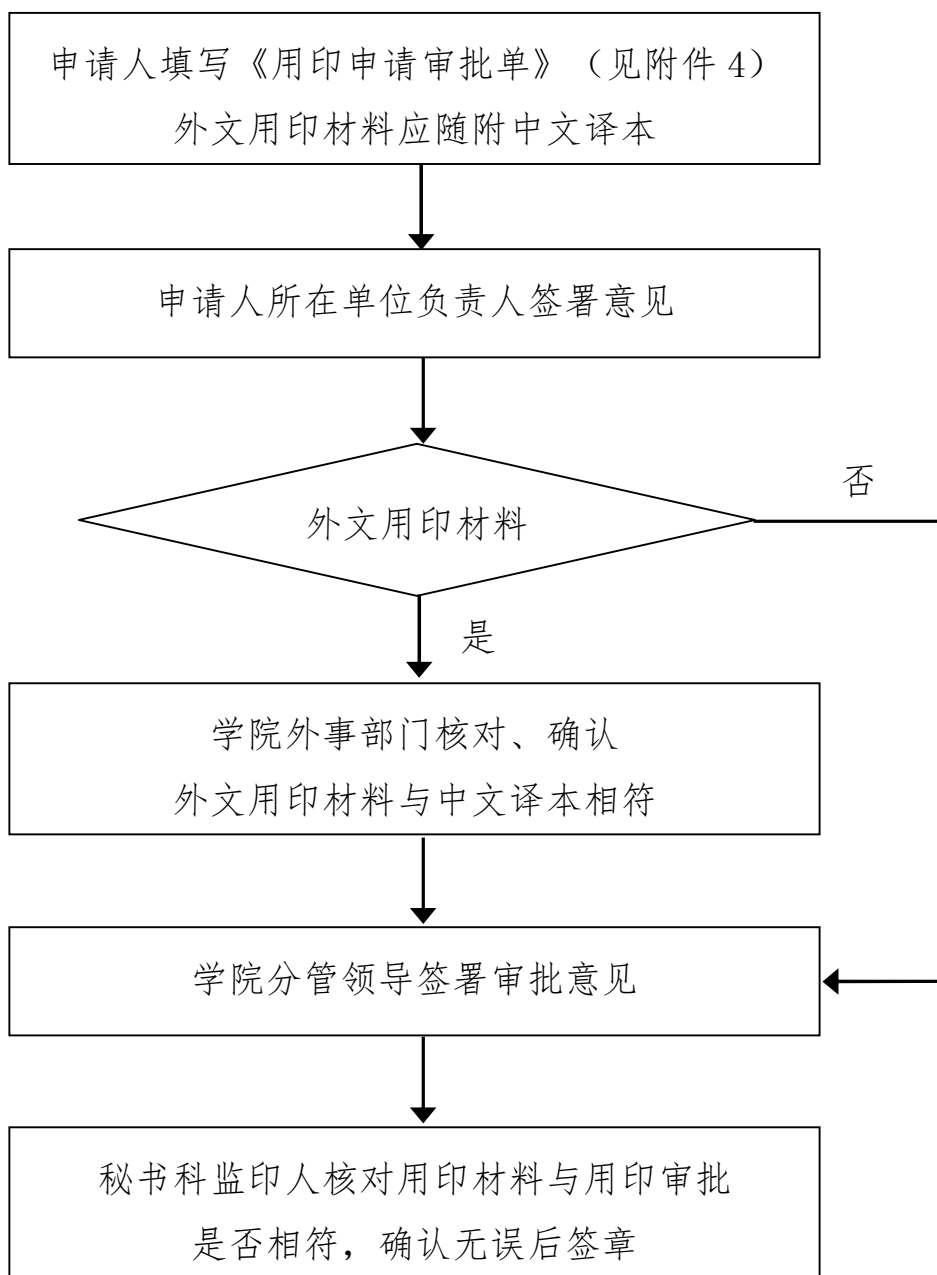 申请人填写《用印申请审批单》（见附件 4）
外文用印材料应随附中文译本
申请人所在单位负责人签署意见
外文用印材料
否
是
学院外事部门核对、确认
外文用印材料与中文译本相符
学院分管领导签署审批意见
秘书科监印人核对用印材料与用印审批
是否相符，确认无误后签章